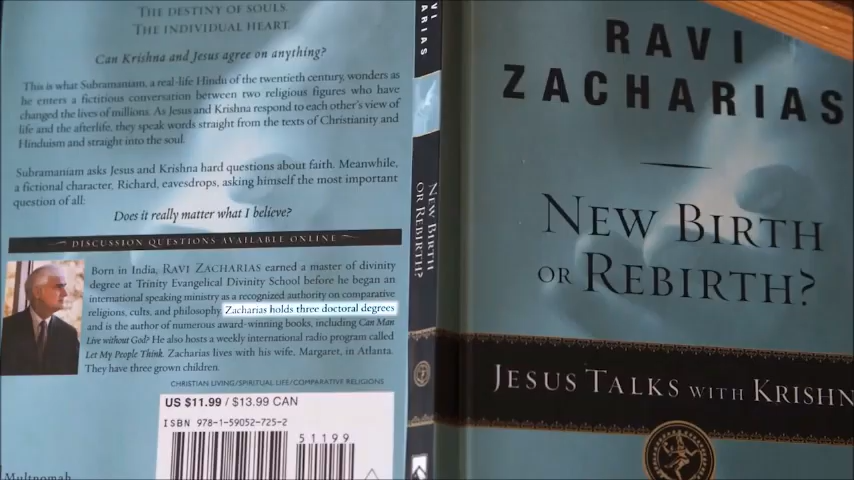 THE DESTINY OF SOULS.
THE INDIVIDUAL HEART.
Can Krishna and Jesus agree on anything?
This is what Subramaniam, a real-life Hindu of the twentieth century, wonders as
he enters a fictitious conversation between two religious figures who have
changed the lives of millions. As Jesus and Krishna respond to each other's view of
life and the afterlife, they speak words straight from the texts of Christianity and
Hinduism and straight into the soul.
Subramaniam asks Jesus and Krishna hard questions about faith. Meanwhile,
a fictional character, Richard, eavesdrops, asking himself the most important
question of all:
Does it really matter what I believe?
DISCUSSION QUESTIONS AVAILABLE ONLINE
Born in India, RAVI ZACHARIAS earned a master of divinity
degree at Trinity Evangelical Divinity School before he began an
international speaking ministry as a recognized authority on comparative
religions, cults, and philosophy Zacharias holds three doctoral degrees
and is the author of numerous award-winning books, including Can Man
Live without God? He also hosts a weekly international radio program called
Let My People Think. Zacharias lives with his wife, Margaret, in Atlanta.
They have three grown children.
CHRISTIAN LIVING/SPIRITUAL LIFE/COMPARATIVE RELIGIONS
US $11.99 / $13.99 CAN
ISBN 978-1-59052-725-2
51199
Multnomah
VI
ARIAS
NEW BIRTH
OR REBIRTH?
RAVI
ZACHARIAS
NEW BIRTH
OR REBIRTH?
JESUS TALKS WITH KRISHN